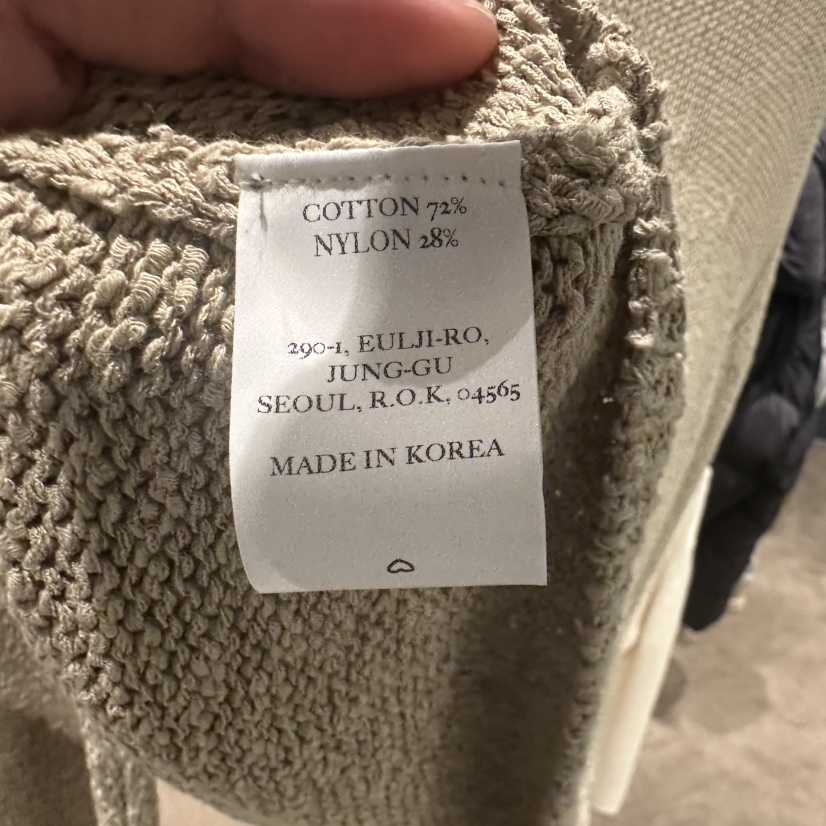 COTTON 72%
NYLON 28%
290-1, EULJI-RO,
JUNG-GU
SEOUL, R.O.K, 04565
MADE IN KOREA